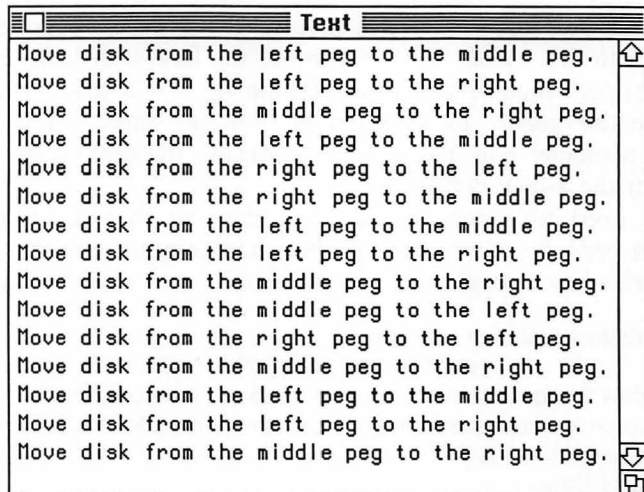 Text
Move disk from the left peg to the middle peg.
Move disk from the left peg to the right peg.
Move disk from the middle peg to the right peg.
Move disk from the left peg to the middle peg.
Move disk from the right peg to the left peg.
Move disk from the right peg to the middle peg.
Move disk from the left peg to the middle peg.
Move disk from the left peg to the right peg.
Move disk from the middle peg to the right peg.
Move disk from the middle peg to the left peg.
Move disk from the right peg to the left peg.
Move disk from the middle peg to the right peg.
Move disk from the left peg to the middle peg.
Move disk from the left peg to the right peg.
Move disk from the middle peg to the right peg.